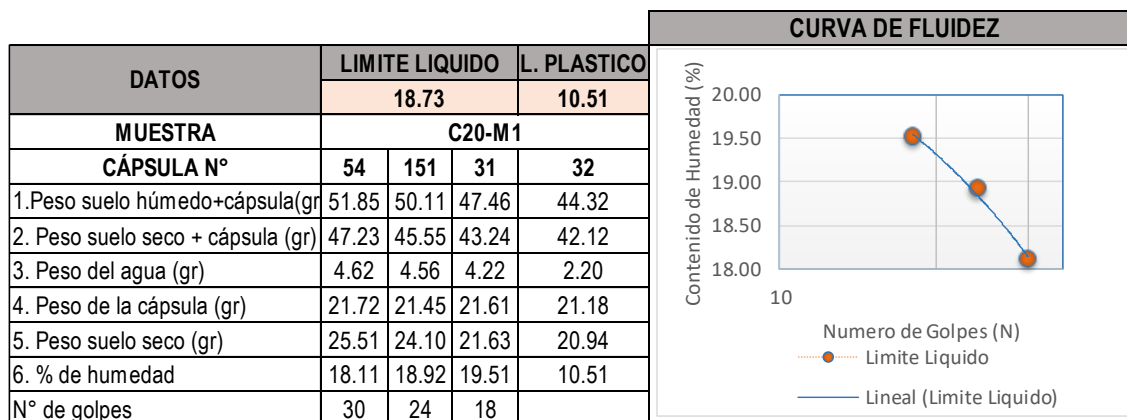 CURVA DE FLUIDEZ
DATOS LIMITE LIQUIDO L. PLASTICO
18.73 10.51
MUESTRA C20-M1
CÁPSULA N° 54 151 31 32
1.Peso suelo húmedo+cápsula(gr 51.85 50.11 47.46 44.32
2. Peso suelo seco + cápsula (gr) 47.23 45.55 43.24 42.12
3. Peso del agua (gr) 4.62 4.56 4.22 2.20
4. Peso de la cápsula (gr) 21.72 21.45 21.61 21.18
5. Peso suelo seco (gr) 25.51 24.10 21.63 20.94
6. % de humedad 18.11 18.92 19.51 10.51
N° de golpes 30 24 18
Contenido de Humedad (%)
20.00
19.50
19.00
18.50
18.00
10
Numero de Golpes (N)
Limite Liquido
Lineal (Limite Liquido)